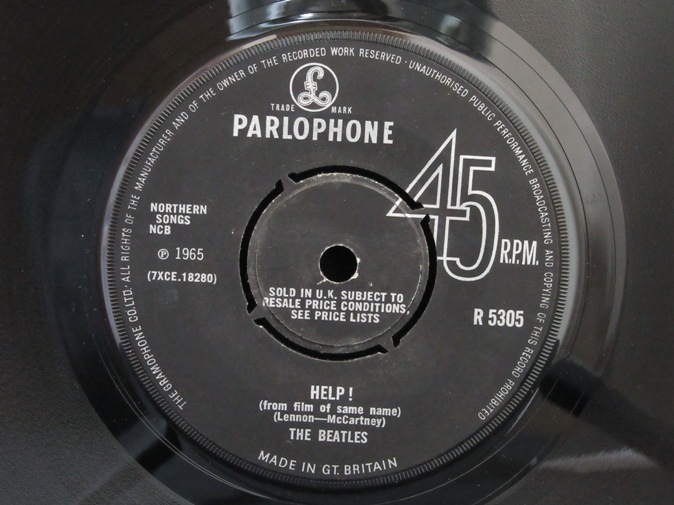 THE GRAMOPHONE CO. LTD. ALL RIGHTS OF THE MANUFACTURER AND OF THE OWNER OF THE RECORDED WORK RESERVED · UNAUTHORISED PUBLIC PERFORMANCE BROADCASTING AND COPYING OF THIS RECORD PROHIBITED
£
TRADE MARK
PARLOPHONE
45 R.P.M.
NORTHERN
SONGS
NCB
℗ 1965
(7XCE.18280)
SOLD IN U.K. SUBJECT TO
RESALE PRICE CONDITIONS,
SEE PRICE LISTS
R 5305
HELP !
(from film of same name)
(Lennon—McCartney)
THE BEATLES
MADE IN GT. BRITAIN